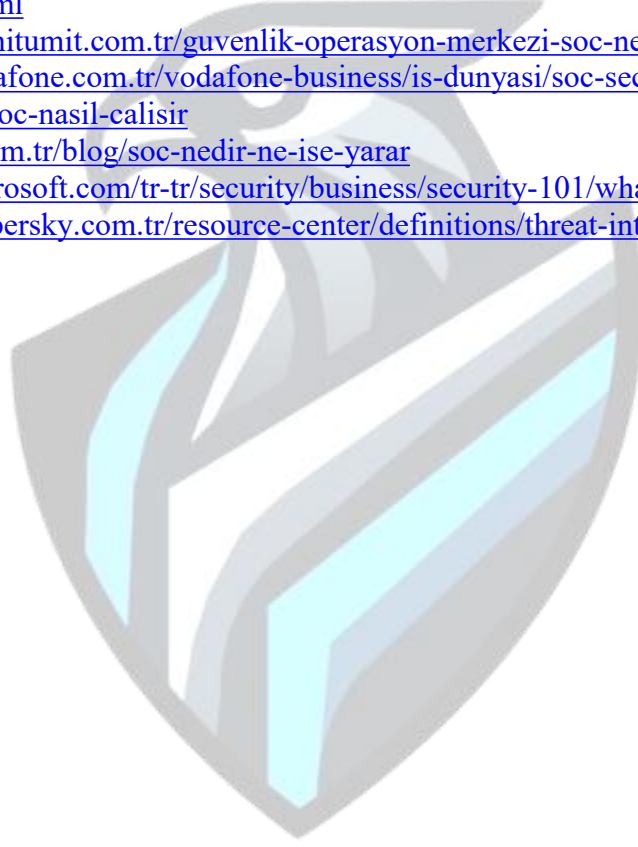 ml
nitumit.com.tr/guvenlik-operasyon-merkezi-soc-ne
afone.com.tr/vodafone-business/is-dunyasi/soc-sec
oc-nasil-calisir
m.tr/blog/soc-nedir-ne-ise-yarar
rosoft.com/tr-tr/security/business/security-101/wha
persky.com.tr/resource-center/definitions/threat-int